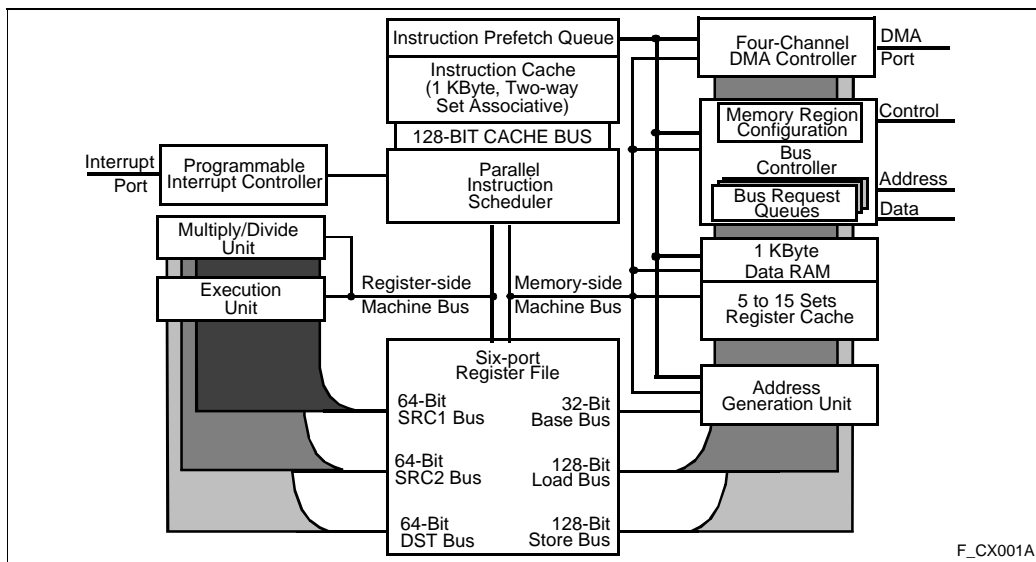 Instruction Prefetch Queue
Instruction Cache
(1 KByte, Two-way
Set Associative)
128-BIT CACHE BUS
Parallel
Instruction
Scheduler
Interrupt
Port
Programmable
Interrupt Controller
Multiply/Divide
Unit
Execution
Unit
Register-side
Machine Bus
Memory-side
Machine Bus
Four-Channel
DMA Controller
DMA
Port
Memory Region
Configuration
Bus
Controller
Bus Request
Queues
Control
Address
Data
1 KByte
Data RAM
5 to 15 Sets
Register Cache
Address
Generation Unit
Six-port
Register File
64-Bit
SRC1 Bus
32-Bit
Base Bus
64-Bit
SRC2 Bus
128-Bit
Load Bus
64-Bit
DST Bus
128-Bit
Store Bus
F_CX001A